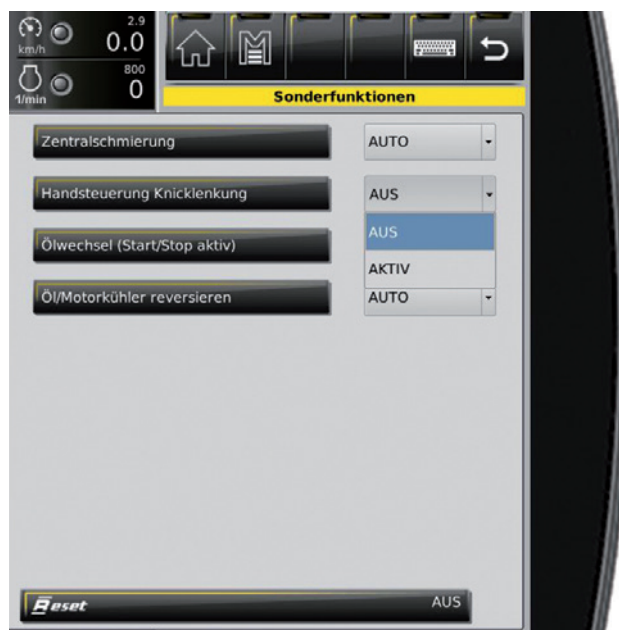 2.9
km/h 0.0
800
1/min 0
Sonderfunktionen
Zentralschmierung AUTO
Handsteuerung Knicklenkung AUS
AUS
Ölwechsel (Start/Stop aktiv)
AKTIV
Öl/Motorkühler reversieren AUTO
Reset AUS